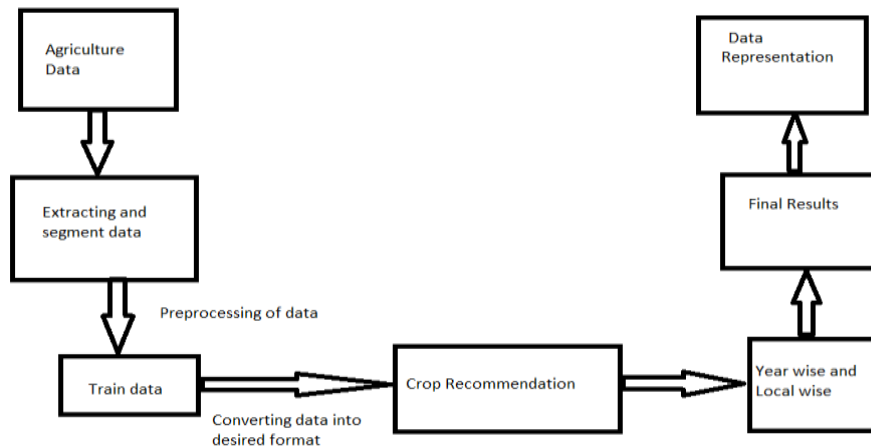 Agriculture
Data
Extracting and
segment data
Preprocessing of data
Train data
Converting data into
desired format
Crop Recommendation
Year wise and
Local wise
Final Results
Data
Representation